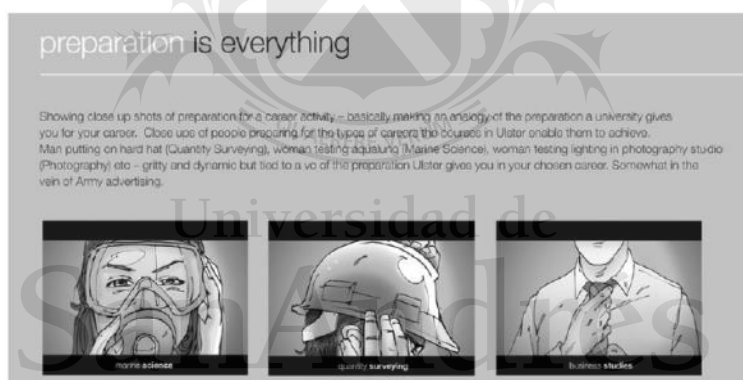 preparation is everything
Showing close up shots of preparation for a career activity – basically making an analogy of the preparation a university gives
you for your career. Close ups of people preparing for the types of careers the courses in Ulster enable them to achieve.
Man putting on hard hat (Quantity Surveying), woman testing aqualung (Marine Science), woman testing lighting in photography studio
(Photography) etc – gritty and dynamic but tied to a vo of the preparation Ulster gives you in your chosen career. Somewhat in the
vein of Army advertising.
Universidad de
SanAndrés
marine science
quantity surveying
business studies